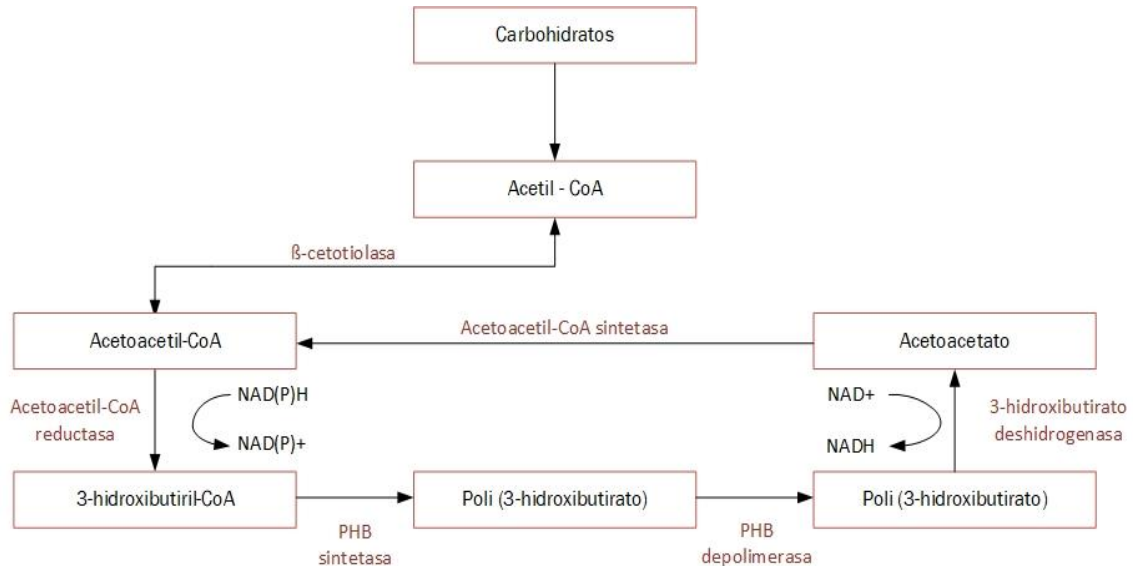 Carbohidratos
Acetil - CoA
ß-cetotiolasa
Acetoacetil-CoA sintetasa
Acetoacetil-CoA
Acetoacetato
Acetoacetil-CoA
reductasa
NAD(P)H
NAD(P)+
NAD+
NADH
3-hidroxibutirato
deshidrogenasa
3-hidroxibutiril-CoA
Poli (3-hidroxibutirato)
Poli (3-hidroxibutirato)
PHB
sintetasa
PHB
depolimerasa